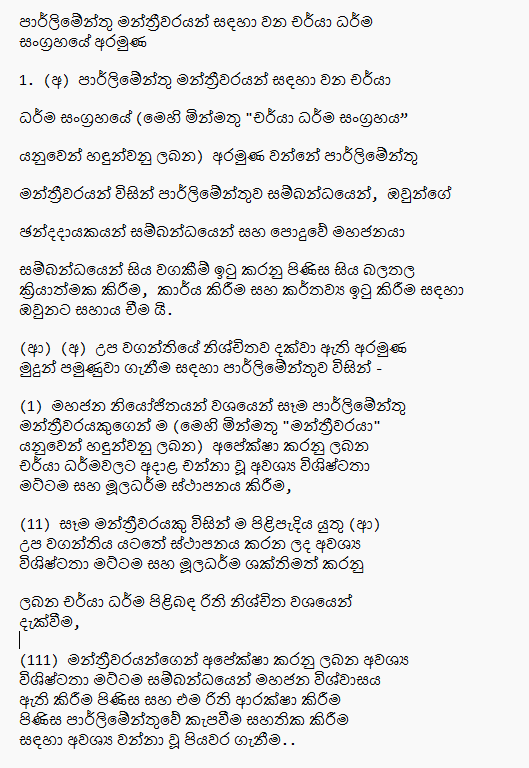 පාර්ලිමේන්තු මන්ත්‍රීවරයන් සඳහා වන චර්යා ධර්ම
සංග්‍රහයේ අරමුණ
1. (අ) පාර්ලිමේන්තු මන්ත්‍රීවරයන් සඳහා වන චර්යා
ධර්ම සංග්‍රහයේ (මෙහි මින්මතු "චර්යා ධර්ම සංග්‍රහය”
යනුවෙන් හඳුන්වනු ලබන) අරමුණ වන්නේ පාර්ලිමේන්තු
මන්ත්‍රීවරයන් විසින් පාර්ලිමේන්තුව සම්බන්ධයෙන්, ඔවුන්ගේ
ඡන්දදායකයන් සම්බන්ධයෙන් සහ පොදුවේ මහජනයා
සම්බන්ධයෙන් සිය වගකීම් ඉටු කරනු පිණිස සිය බලතල
ක්‍රියාත්මක කිරීම, කාර්ය කිරීම සහ කර්තව්‍ය ඉටු කිරීම සඳහා
ඔවුනට සහාය වීම යි.
(ආ) (අ) උප වගන්තියේ නිශ්චිතව දක්වා ඇති අරමුණ
මුදුන් පමුණුවා ගැනීම සඳහා පාර්ලිමේන්තුව විසින් -
(1) මහජන නියෝජිතයන් වශයෙන් සෑම පාර්ලිමේන්තු
මන්ත්‍රීවරයකුගෙන් ම (මෙහි මින්මතු "මන්ත්‍රීවරයා"
යනුවෙන් හඳුන්වනු ලබන) අපේක්ෂා කරනු ලබන
චර්යා ධර්මවලට අදාළ වන්නා වූ අවශ්‍ය විශිෂ්ටතා
මට්ටම සහ මූලධර්ම ස්ථාපනය කිරීම,
(11) සෑම මන්ත්‍රීවරයකු විසින් ම පිළිපැදිය යුතු (ආ)
උප වගන්තිය යටතේ ස්ථාපනය කරන ලද අවශ්‍ය
විශිෂ්ටතා මට්ටම සහ මූලධර්ම ශක්තිමත් කරනු
ලබන චර්යා ධර්ම පිළිබඳ රීති නිශ්චිත වශයෙන්
දැක්වීම,
(111) මන්ත්‍රීවරයන්ගෙන් අපේක්ෂා කරනු ලබන අවශ්‍ය
විශිෂ්ටතා මට්ටම සම්බන්ධයෙන් මහජන විශ්වාසය
ඇති කිරීම පිණිස සහ එම රීති ආරක්ෂා කිරීම
පිණිස පාර්ලිමේන්තුවේ කැපවීම සහතික කිරීම
සඳහා අවශ්‍ය වන්නා වූ පියවර ගැනීම..